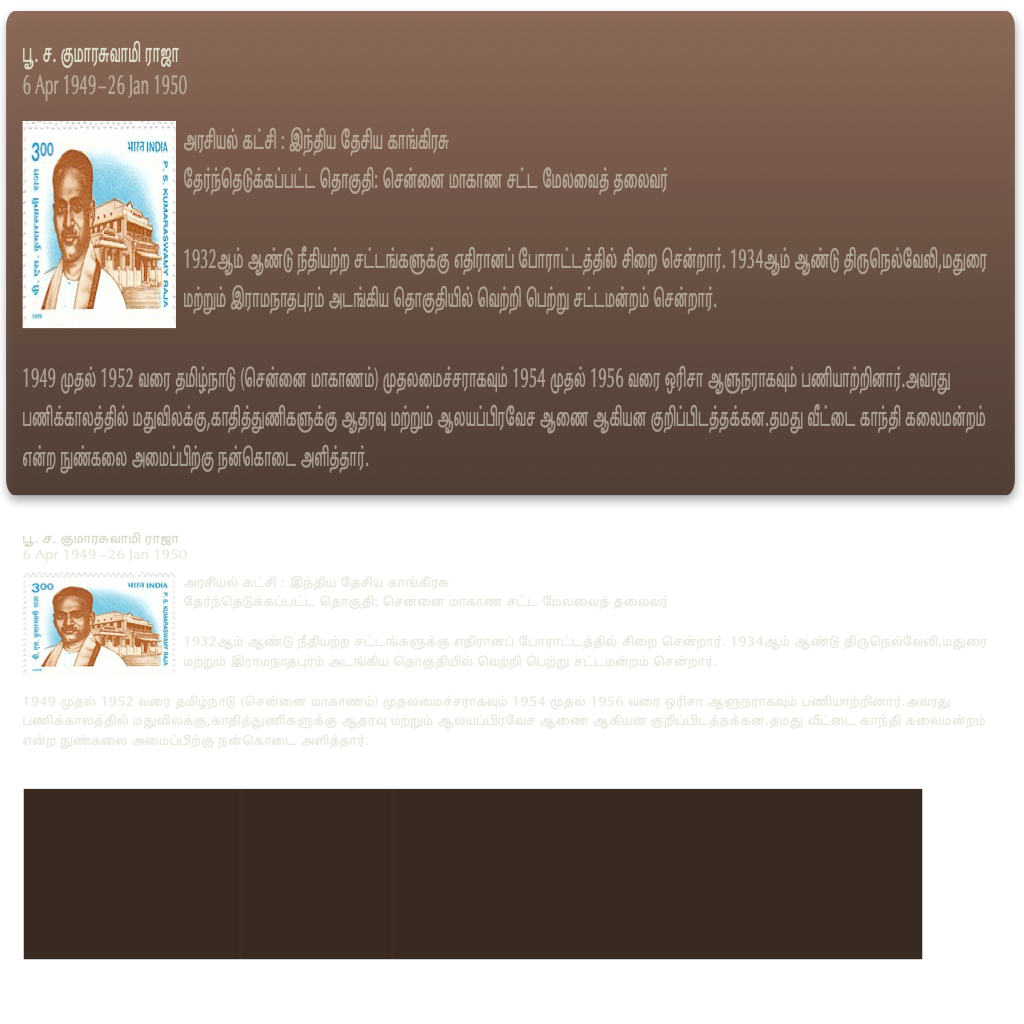 பூ. ச. குமாரசுவாமி ராஜா
6 Apr 1949–26 Jan 1950
300 भारत INDIA
पी. एस. कुमारस्वामी राजा
P. S. KUMARASWAMY RAJA
அரசியல் கட்சி : இந்திய தேசிய காங்கிரசு
தேர்ந்தெடுக்கப்பட்ட தொகுதி: சென்னை மாகாண சட்ட மேலவைத் தலைவர்
1932ஆம் ஆண்டு நீதியற்ற சட்டங்களுக்கு எதிரானப் போராட்டத்தில் சிறை சென்றார். 1934ஆம் ஆண்டு திருநெல்வேலி,மதுரை
மற்றும் இராமநாதபுரம் அடங்கிய தொகுதியில் வெற்றி பெற்று சட்டமன்றம் சென்றார்.
1949 முதல் 1952 வரை தமிழ்நாடு (சென்னை மாகாணம்) முதலமைச்சராகவும் 1954 முதல் 1956 வரை ஒரிசா ஆளுநராகவும் பணியாற்றினார்.அவரது
பணிக்காலத்தில் மதுவிலக்கு,காதித்துணிகளுக்கு ஆதரவு மற்றும் ஆலயப்பிரவேச ஆணை ஆகியன குறிப்பிடத்தக்கன.தமது வீட்டை காந்தி கலைமன்றம்
என்ற நுண்கலை அமைப்பிற்கு நன்கொடை அளித்தார்.
பூ. ச. குமாரசுவாமி ராஜா
6 Apr 1949–26 Jan 1950
300 भारत INDIA
पी. एस. कुमारस्वामी राजा
P. S. KUMARASWAMY RAJA
அரசியல் கட்சி : இந்திய தேசிய காங்கிரசு
தேர்ந்தெடுக்கப்பட்ட தொகுதி: சென்னை மாகாண சட்ட மேலவைத் தலைவர்
1932ஆம் ஆண்டு நீதியற்ற சட்டங்களுக்கு எதிரானப் போராட்டத்தில் சிறை சென்றார். 1934ஆம் ஆண்டு திருநெல்வேலி,மதுரை
மற்றும் இராமநாதபுரம் அடங்கிய தொகுதியில் வெற்றி பெற்று சட்டமன்றம் சென்றார்.
1949 முதல் 1952 வரை தமிழ்நாடு (சென்னை மாகாணம்) முதலமைச்சராகவும் 1954 முதல் 1956 வரை ஒரிசா ஆளுநராகவும் பணியாற்றினார்.அவரது
பணிக்காலத்தில் மதுவிலக்கு,காதித்துணிகளுக்கு ஆதரவு மற்றும் ஆலயப்பிரவேச ஆணை ஆகியன குறிப்பிடத்தக்கன.தமது வீட்டை காந்தி கலைமன்றம்
என்ற நுண்கலை அமைப்பிற்கு நன்கொடை அளித்தார்.